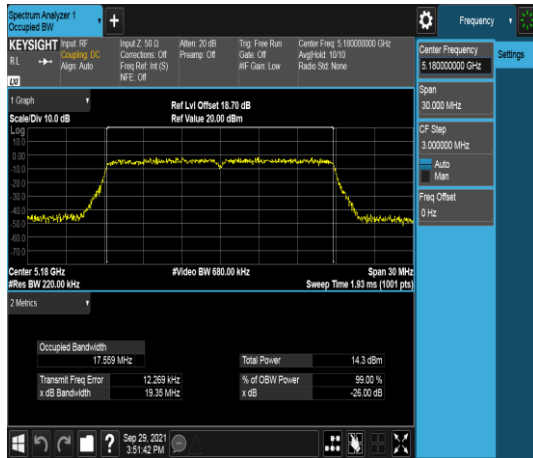 Spectrum Analyzer 1
Occupied BW
Frequency
KEYSIGHT
RL
LXI
Input: RF
Coupling: DC
Align: Auto
Input Z: 50 Ω
Corrections: Off
Freq Ref: Int (S)
NFE: Off
Atten: 20 dB
Preamp: Off
Trig: Free Run
Gate: Off
#IF Gain: Low
Center Freq: 5.180000000 GHz
Avg|Hold: 10/10
Radio Std: None
Center Frequency
5.180000000 GHz
Settings
Span
30.000 MHz
CF Step
3.000000 MHz
Auto
Man
Freq Offset
0 Hz
1 Graph
Scale/Div 10.0 dB
Ref Lvl Offset 18.70 dB
Ref Value 20.00 dBm
Log
10.0
0.00
-10.0
-20.0
-30.0
-40.0
-50.0
-60.0
-70.0
Center 5.18 GHz
#Video BW 680.00 kHz
Span 30 MHz
#Res BW 220.00 kHz
Sweep Time 1.93 ms (1001 pts)
2 Metrics
Occupied Bandwidth
17.559 MHz
Total Power 14.3 dBm
Transmit Freq Error 12.269 kHz
% of OBW Power 99.00 %
x dB Bandwidth 19.35 MHz
x dB -26.00 dB
?
Sep 29, 2021
3:51:42 PM